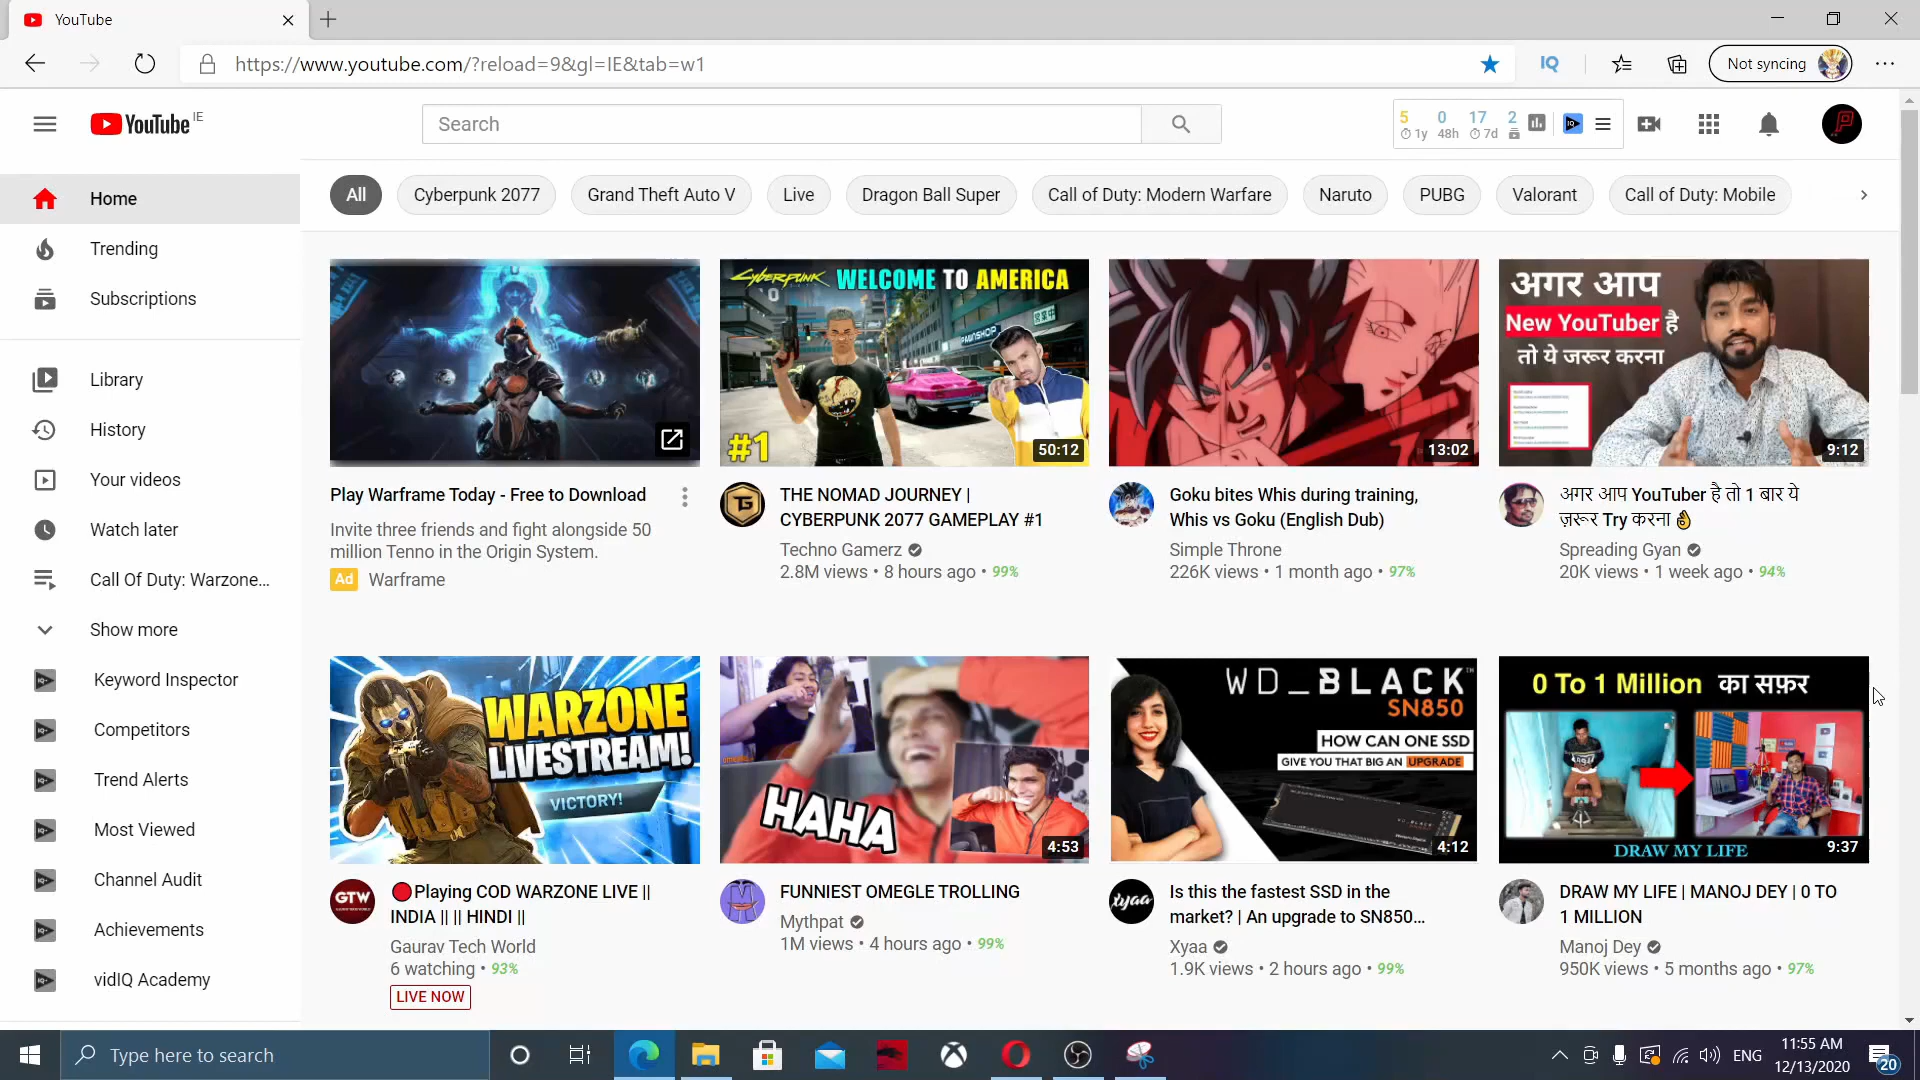 YouTube
https://www.youtube.com/?reload=9&gl=IE&tab=w1
IQ
Not syncing
YouTube IE
Search
5 0 17 2
1y 48h 7d
Home
Trending
Subscriptions
Library
History
Your videos
Watch later
Call Of Duty: Warzone...
Show more
Keyword Inspector
Competitors
Trend Alerts
Most Viewed
Channel Audit
Achievements
vidIQ Academy
All
Cyberpunk 2077
Grand Theft Auto V
Live
Dragon Ball Super
Call of Duty: Modern Warfare
Naruto
PUBG
Valorant
Call of Duty: Mobile
Play Warframe Today - Free to Download
Invite three friends and fight alongside 50
million Tenno in the Origin System.
Ad Warframe
Cyberpunk WELCOME TO AMERICA
PAWNSHOP
#1
50:12
TG
THE NOMAD JOURNEY |
CYBERPUNK 2077 GAMEPLAY #1
Techno Gamerz
2.8M views • 8 hours ago • 99%
13:02
Goku bites Whis during training,
Whis vs Goku (English Dub)
Simple Throne
226K views • 1 month ago • 97%
अगर आप
New YouTuber है
तो ये जरूर करना
9:12
अगर आप YouTuber है तो 1 बार ये
ज़रूर Try करना 👌
Spreading Gyan
20K views • 1 week ago • 94%
WARZONE
LIVESTREAM!
VICTORY!
GTW
🔴Playing COD WARZONE LIVE ||
INDIA || || HINDI ||
Gaurav Tech World
6 watching • 93%
LIVE NOW
HAHA
4:53
FUNNIEST OMEGLE TROLLING
Mythpat
1M views • 4 hours ago • 99%
WD_BLACK™
SN850
HOW CAN ONE SSD
GIVE YOU THAT BIG AN UPGRADE
WD_BLACK
4:12
xyaa
Is this the fastest SSD in the
market? | An upgrade to SN850...
Xyaa
1.9K views • 2 hours ago • 99%
0 To 1 Million का सफ़र
DRAW MY LIFE
9:37
DRAW MY LIFE | MANOJ DEY | 0 TO
1 MILLION
Manoj Dey
950K views • 5 months ago • 97%
Type here to search
ENG
11:55 AM
12/13/2020
20